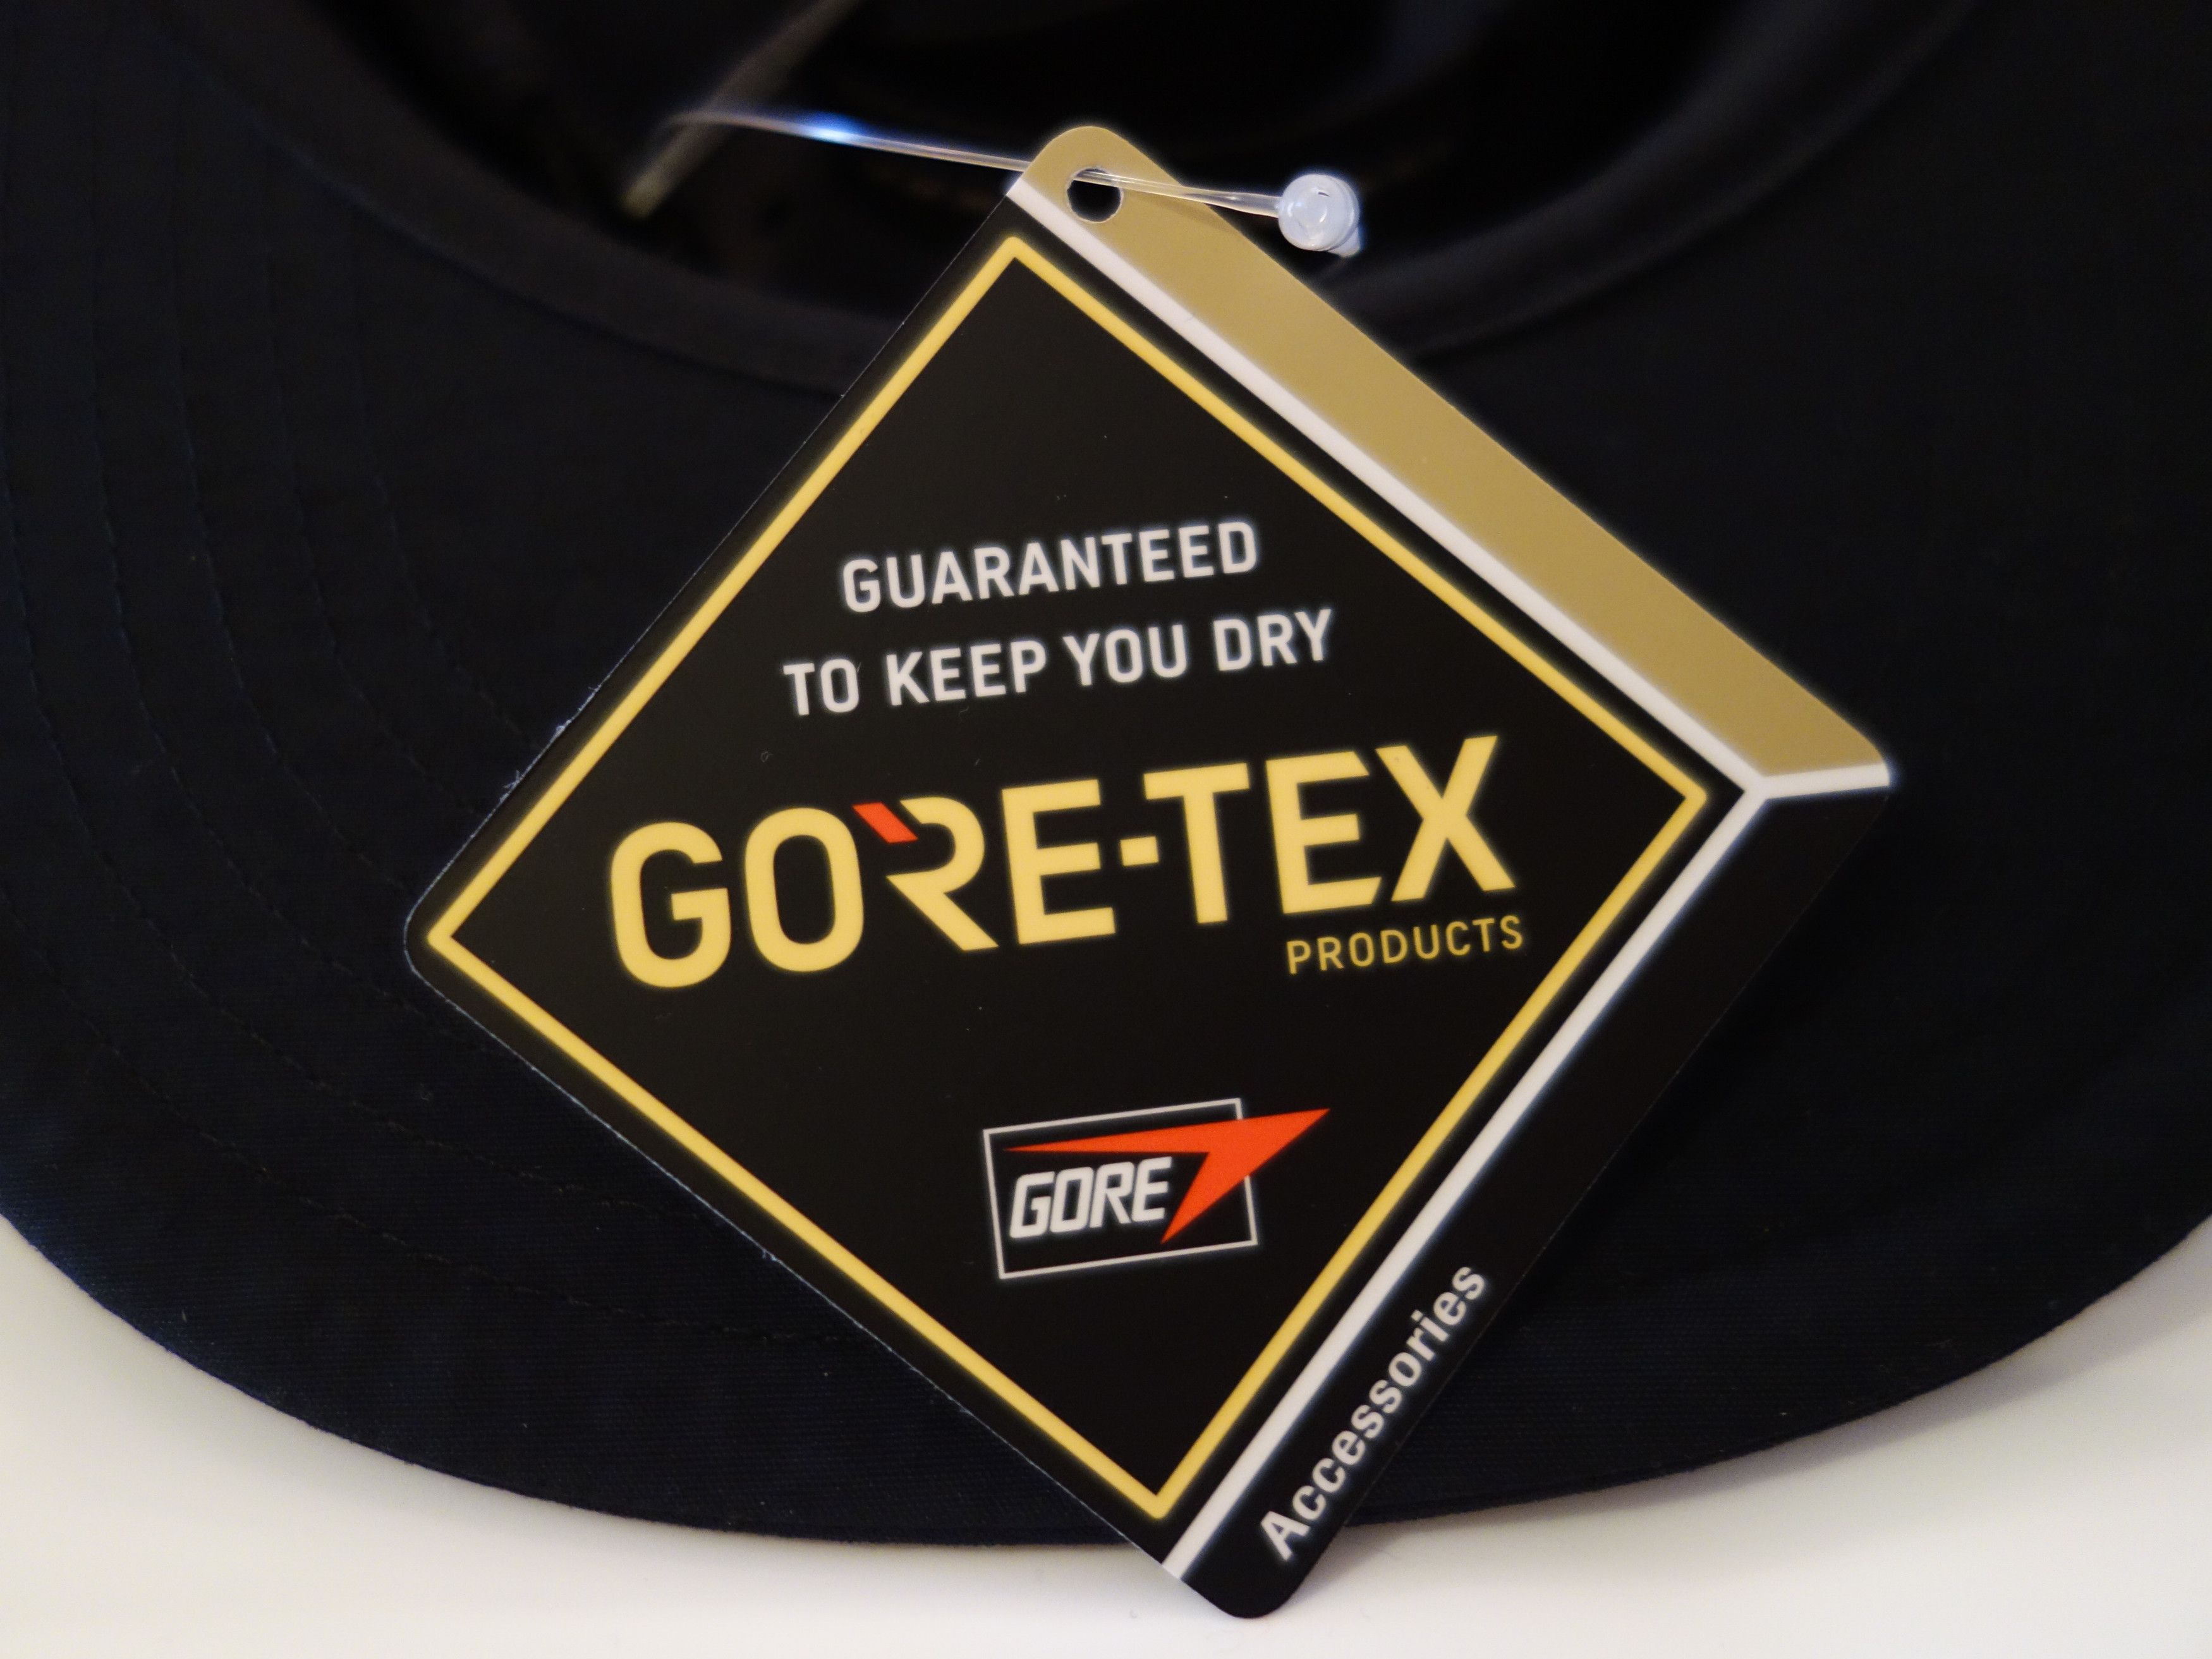 GUARANTEED
TO KEEP YOU DRY
GORE-TEX
PRODUCTS
GORE
Accessories